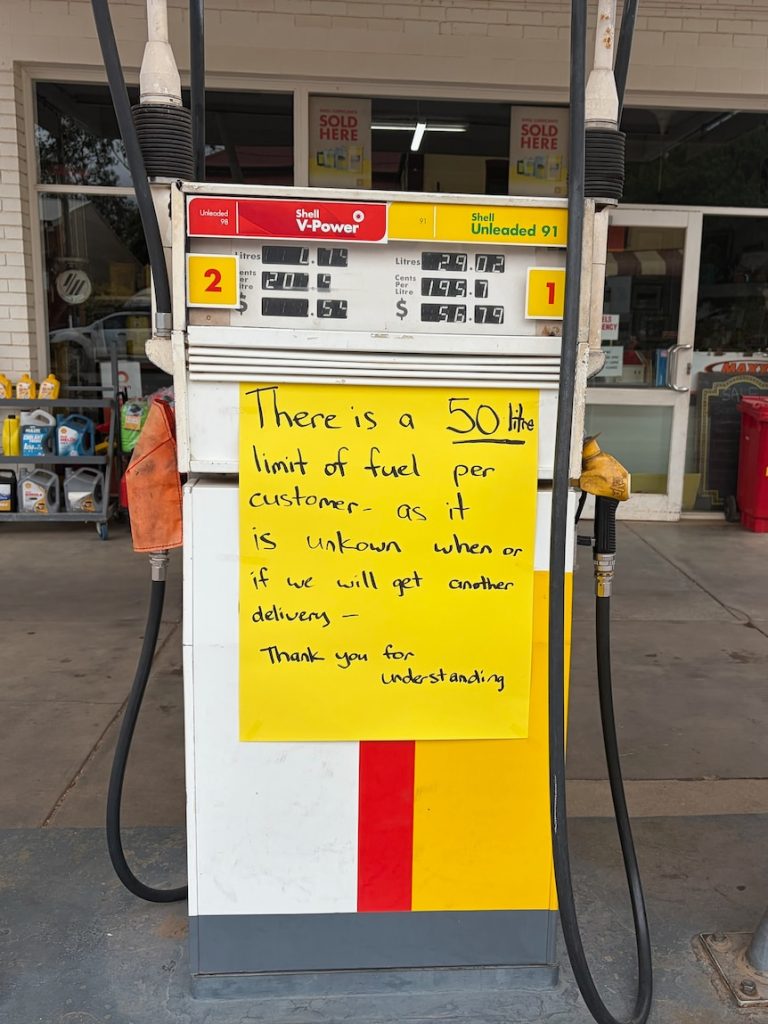 SOLD
HERE
SOLD
HERE
Unleaded
98
Shell
V-Power
91
Shell
Unleaded 91
2
Litres
Cents
Per
Litre
$
Litres
29.02
Cents
Per
Litre
195.7
$
56.79
1
There is a 50 litre
limit of fuel per
customer - as it
is unkown when or
if we will get another
delivery -
Thank you for
understanding